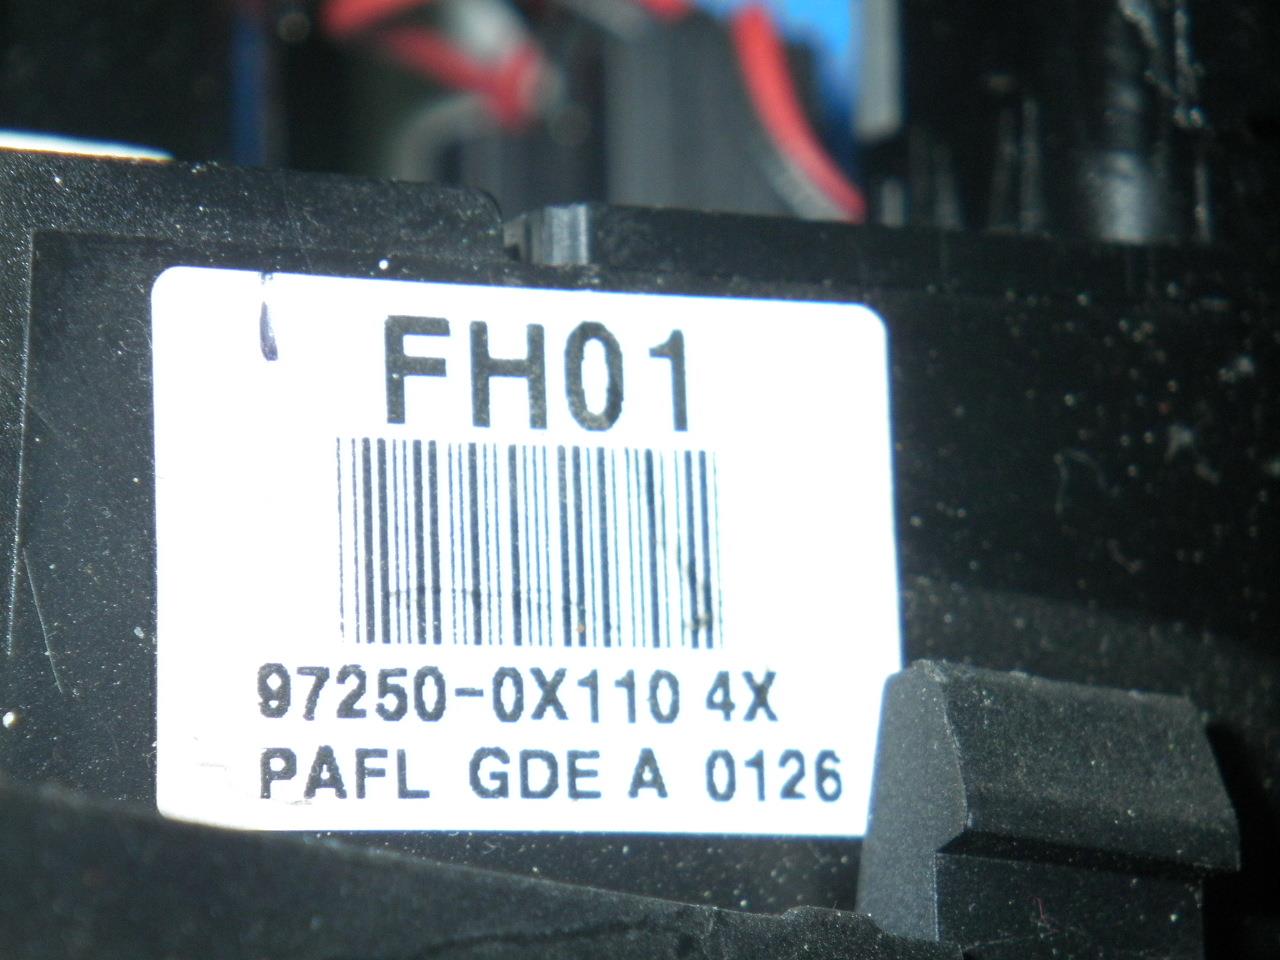 FH01
97250-0X110 4X
PAFL GDE A 0126